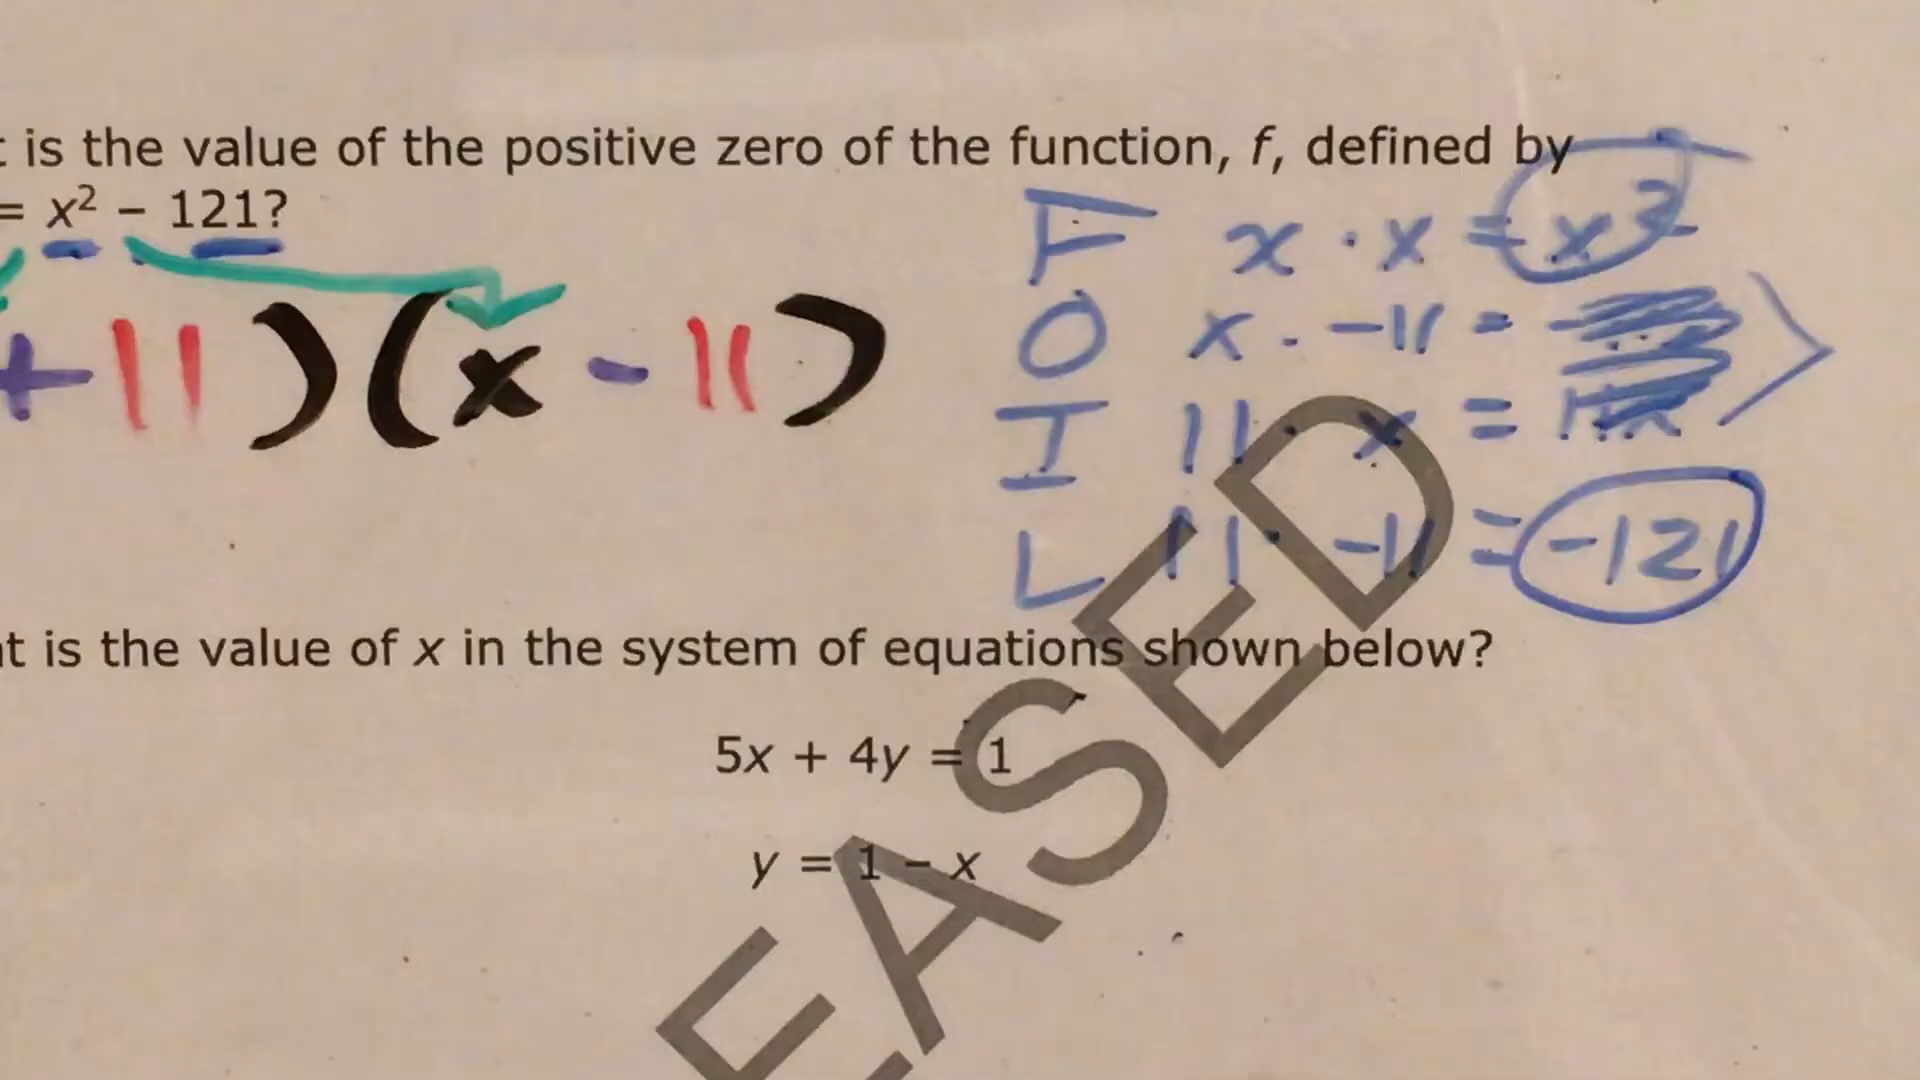 is the value of the positive zero of the function, f, defined by
= x² – 121?
+ 11 ) ( x - 11 )
F x · x = x²
O x · -11 =
I 11 · x =
L 11 · -11 = -121
t is the value of x in the system of equations shown below?
5x + 4y = 1
y = 1 – x
EASED